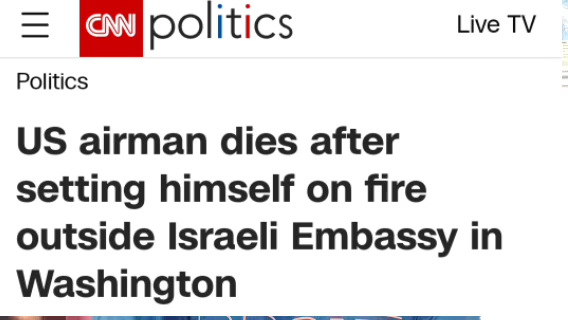 CNN politics Live TV
Politics
US airman dies after
setting himself on fire
outside Israeli Embassy in
Washington